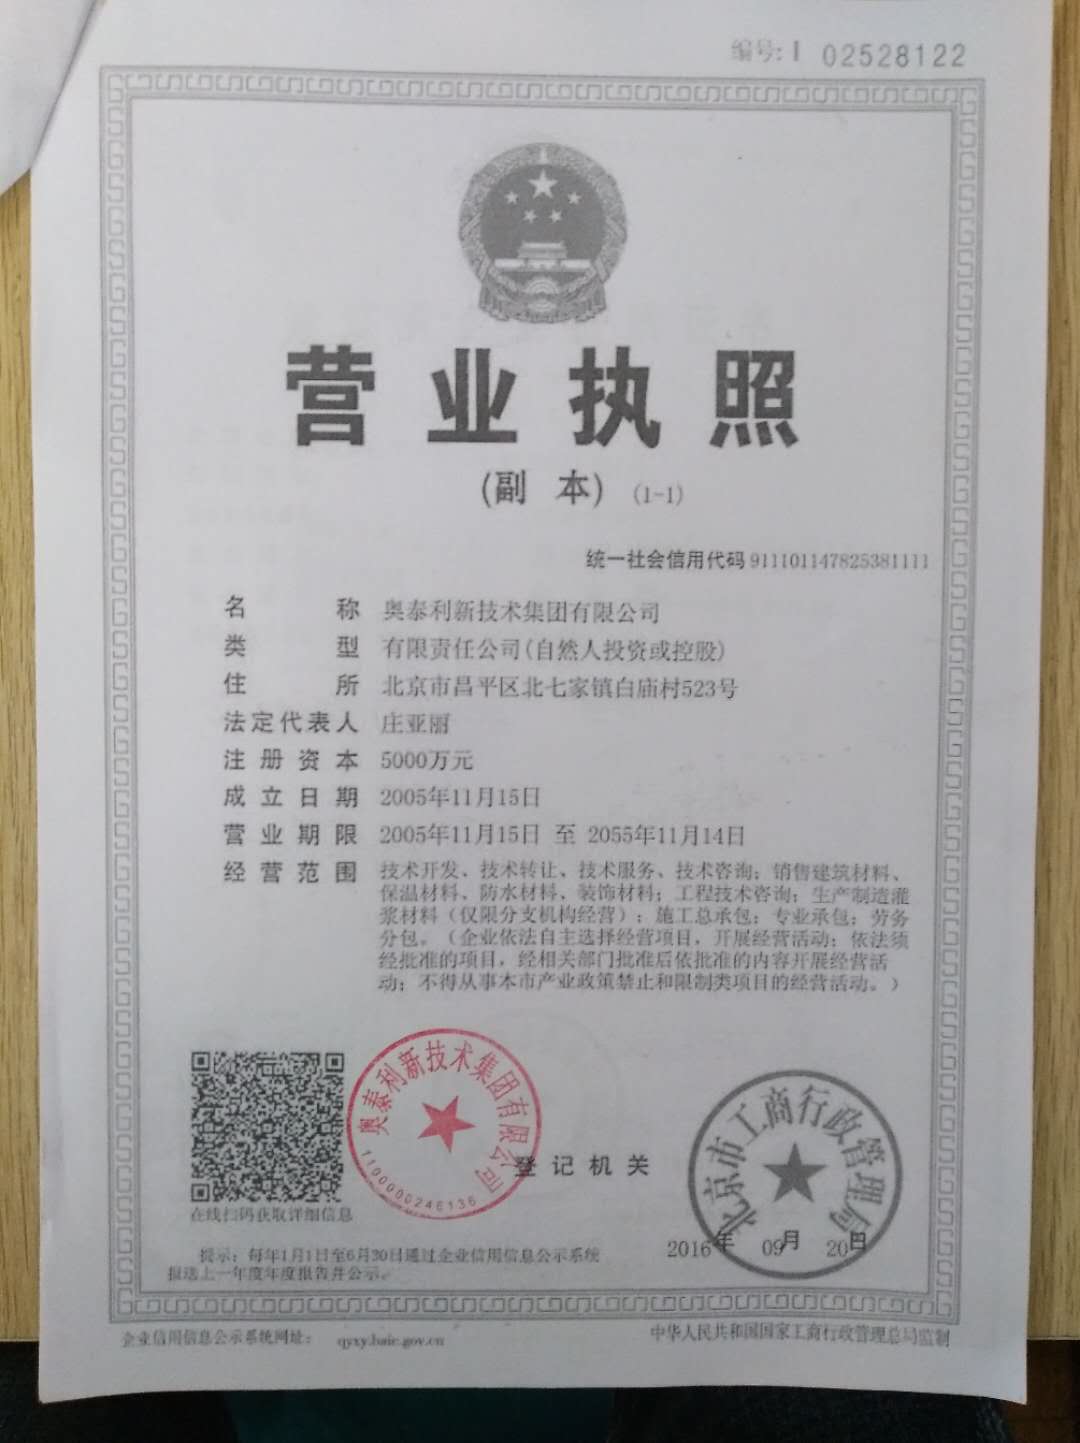 编号: I 02528122
营业执照
(副 本) (1-1)
统一社会信用代码 911101147825381111
名 称 奥泰利新技术集团有限公司
类 型 有限责任公司(自然人投资或控股)
住 所 北京市昌平区北七家镇白庙村523号
法定代表人 庄亚丽
注 册 资 本 5000万元
成 立 日 期 2005年11月15日
营 业 期 限 2005年11月15日 至 2055年11月14日
经 营 范 围 技术开发、技术转让、技术服务、技术咨询；销售建筑材料、
保温材料、防水材料、装饰材料；工程技术咨询；生产制造灌
浆材料（仅限分支机构经营）；施工总承包；专业承包；劳务
分包。（企业依法自主选择经营项目，开展经营活动；依法须
经批准的项目，经相关部门批准后依批准的内容开展经营活
动；不得从事本市产业政策禁止和限制类项目的经营活动。）
奥泰利新技术集团有限公司
1100000246136
登 记 机 关
北京市工商行政管理局
2016年 09月 20日
在线扫码获取详细信息
提示：每年1月1日至6月30日通过企业信用信息公示系统
报送上一年度年度报告并公示。
企业信用信息公示系统网址： qyxy.baic.gov.cn
中华人民共和国国家工商行政管理总局监制